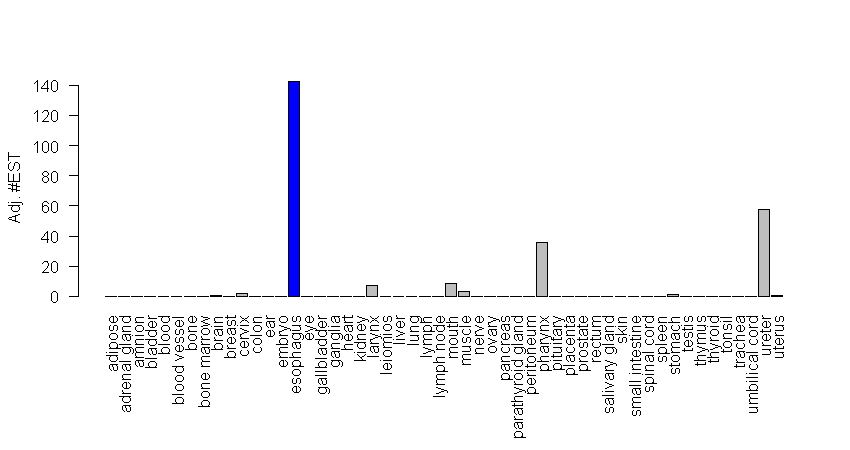 Adj. #EST
140
120
100
80
60
40
20
0
adipose
adrenal gland
amnion
bladder
blood
blood vessel
bone
bone marrow
brain
breast
cervix
colon
ear
embryo
esophagus
eye
gallbladder
ganglia
heart
kidney
larynx
leiomios
liver
lung
lymph
lymph node
mouth
muscle
nerve
ovary
pancreas
parathyroid gland
peritoneum
pharynx
pituitary
placenta
prostate
rectum
salivary gland
skin
small intestine
spinal cord
spleen
stomach
testis
thymus
thyroid
tonsil
trachea
umbilical cord
ureter
uterus